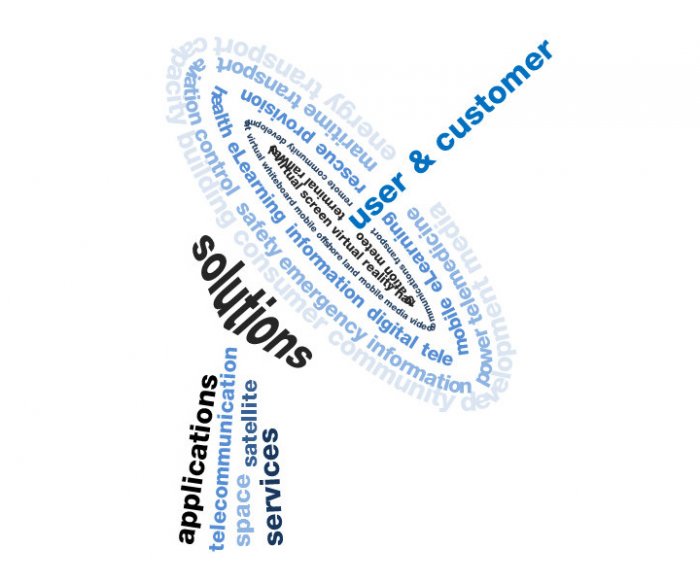 user & customer
energy transport
capacity building consumer community development media
maritime transport
aviation control safety emergency information
power telemedicine
rescue provision
health eLearning information digital tele
mobile eLearning
remote community develop
virtual whiteboard mobile offshore land mobile media video
mmunications transport
terminal railway
virtual screen virtual reality
meteo
solutions
applications
telecommunication
space satellite
services